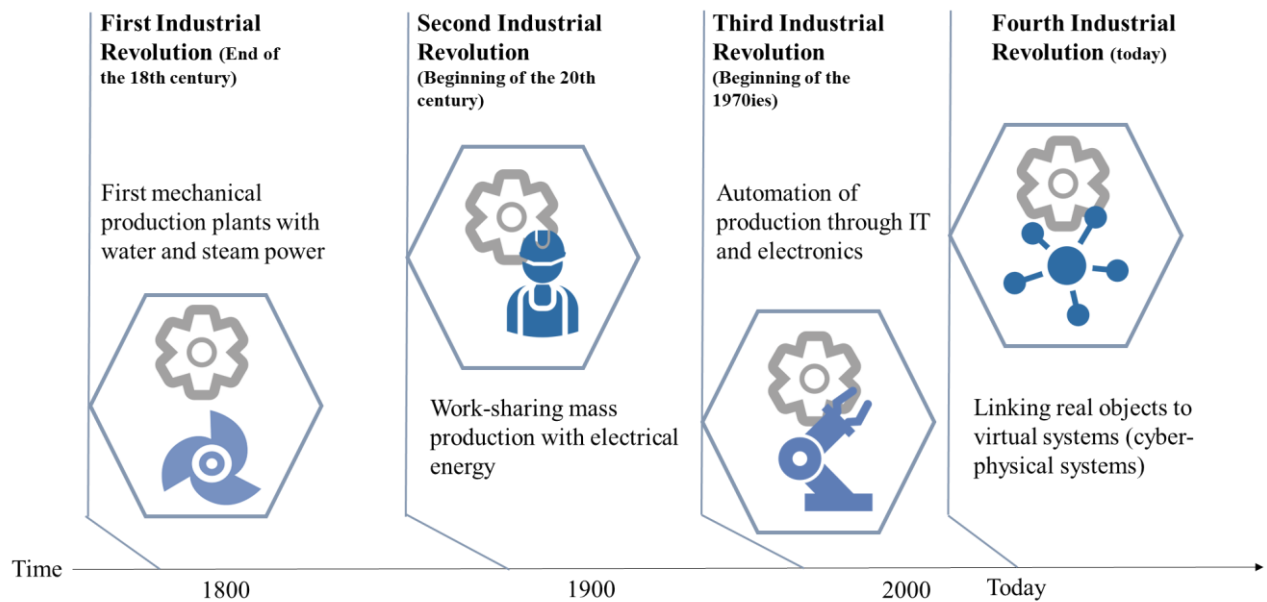 First Industrial
Revolution (End of
the 18th century)
First mechanical
production plants with
water and steam power
Second Industrial
Revolution
(Beginning of the 20th
century)
Work-sharing mass
production with electrical
energy
Third Industrial
Revolution
(Beginning of the
1970ies)
Automation of
production through IT
and electronics
Fourth Industrial
Revolution (today)
Linking real objects to
virtual systems (cyber-
physical systems)
Time
1800
1900
2000
Today